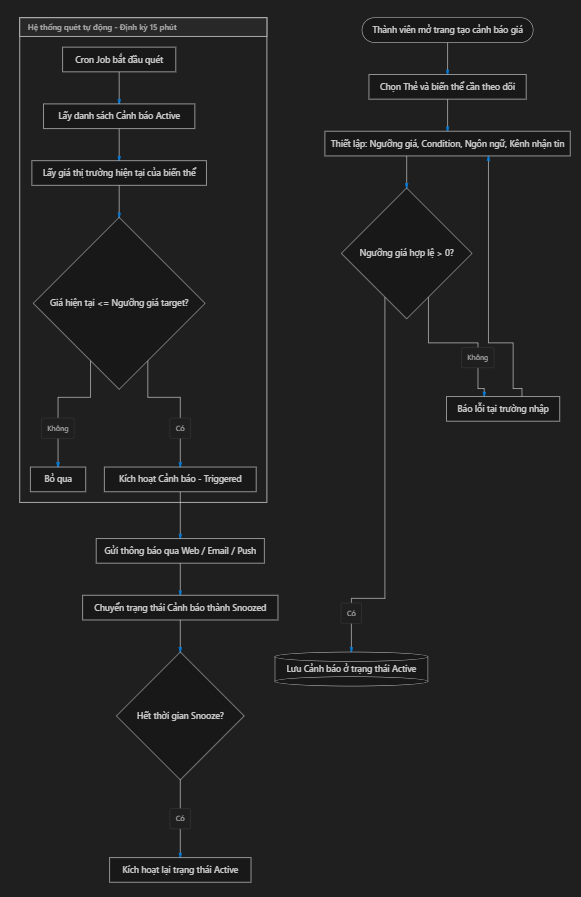 Hệ thống quét tự động - Định kỳ 15 phút
Cron Job bắt đầu quét
Lấy danh sách Cảnh báo Active
Lấy giá thị trường hiện tại của biến thể
Giá hiện tại <= Ngưỡng giá target?
Không
Có
Bỏ qua
Kích hoạt Cảnh báo - Triggered
Gửi thông báo qua Web / Email / Push
Chuyển trạng thái Cảnh báo thành Snoozed
Hết thời gian Snooze?
Có
Kích hoạt lại trạng thái Active
Thành viên mở trang tạo cảnh báo giá
Chọn Thẻ và biến thể cần theo dõi
Thiết lập: Ngưỡng giá, Condition, Ngôn ngữ, Kênh nhận tin
Ngưỡng giá hợp lệ > 0?
Không
Báo lỗi tại trường nhập
Có
Lưu Cảnh báo ở trạng thái Active